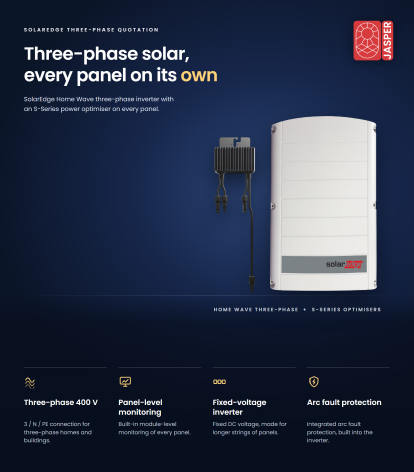 SOLAREDGE THREE-PHASE QUOTATION
JASPER
Three-phase solar,
every panel on its own
SolarEdge Home Wave three-phase inverter with
an S-Series power optimiser on every panel.
solaredge
HOME WAVE THREE-PHASE + S-SERIES OPTIMISERS
Three-phase 400 V
3 / N / PE connection for
three-phase homes and
buildings.
Panel-level
monitoring
Built-in module-level
monitoring of every panel.
Fixed-voltage
inverter
Fixed DC voltage, made for
longer strings of panels.
Arc fault protection
Integrated arc fault
protection, built into the
inverter.